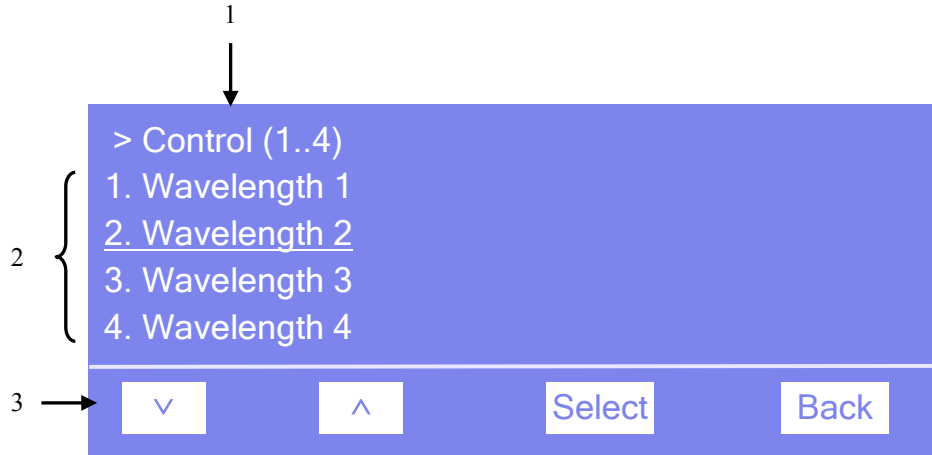 1
> Control (1..4)
1. Wavelength 1
2. Wavelength 2
3. Wavelength 3
4. Wavelength 4
2
3
˅ ˄ Select Back